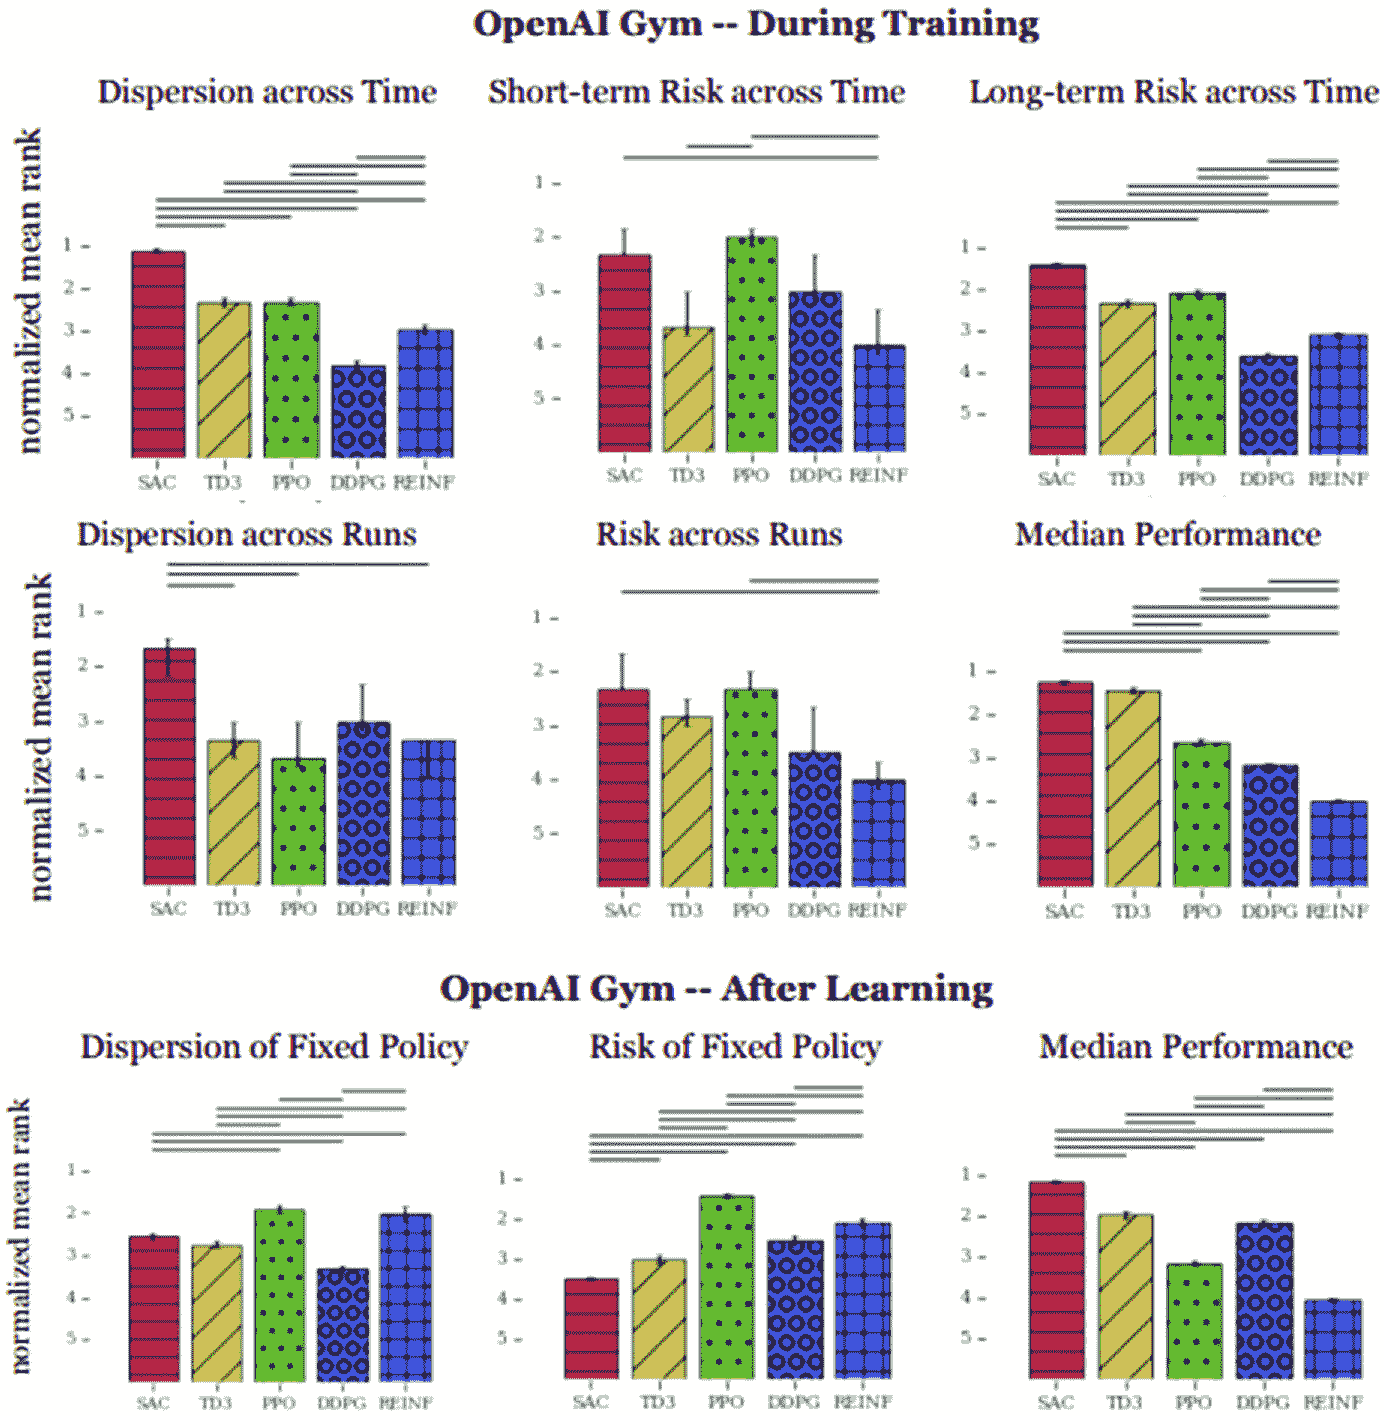 OpenAI Gym -- During Training
Dispersion across Time
Short-term Risk across Time
Long-term Risk across Time
normalized mean rank
1
2
3
4
5
SAC TD3 PPO DDPG REINF
1
2
3
4
5
SAC TD3 PPO DDPG REINF
1
2
3
4
5
SAC TD3 PPO DDPG REINF
Dispersion across Runs
Risk across Runs
Median Performance
normalized mean rank
1
2
3
4
5
SAC TD3 PPO DDPG REINF
1
2
3
4
5
SAC TD3 PPO DDPG REINF
1
2
3
4
5
SAC TD3 PPO DDPG REINF
OpenAI Gym -- After Learning
Dispersion of Fixed Policy
Risk of Fixed Policy
Median Performance
normalized mean rank
1
2
3
4
5
SAC TD3 PPO DDPG REINF
1
2
3
4
5
SAC TD3 PPO DDPG REINF
1
2
3
4
5
SAC TD3 PPO DDPG REINF